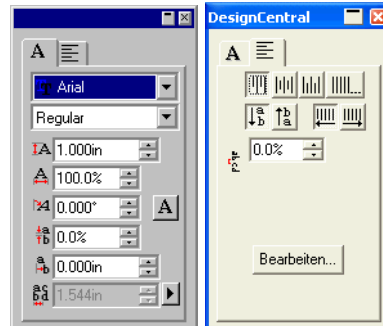 DesignCentral
A
Arial
Regular
1.000in
100.0%
0.000°
A
0.0%
0.000in
1.544in
A
0.0%
Bearbeiten...